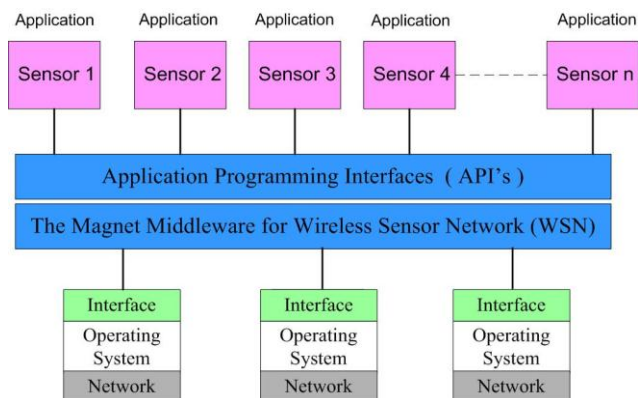 Application Application Application Application Application
Sensor 1 Sensor 2 Sensor 3 Sensor 4 Sensor n
Application Programming Interfaces ( API's )
The Magnet Middleware for Wireless Sensor Network (WSN)
Interface Interface Interface
Operating Operating Operating
System System System
Network Network Network